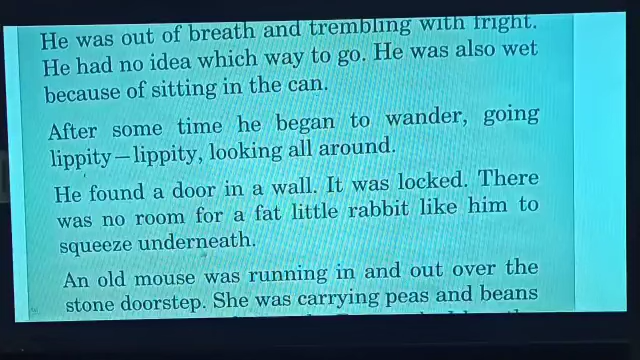 He was out of breath and trembling with fright.
He had no idea which way to go. He was also wet
because of sitting in the can.
After some time he began to wander, going
lippity—lippity, looking all around.
He found a door in a wall. It was locked. There
was no room for a fat little rabbit like him to
squeeze underneath.
An old mouse was running in and out over the
stone doorstep. She was carrying peas and beans